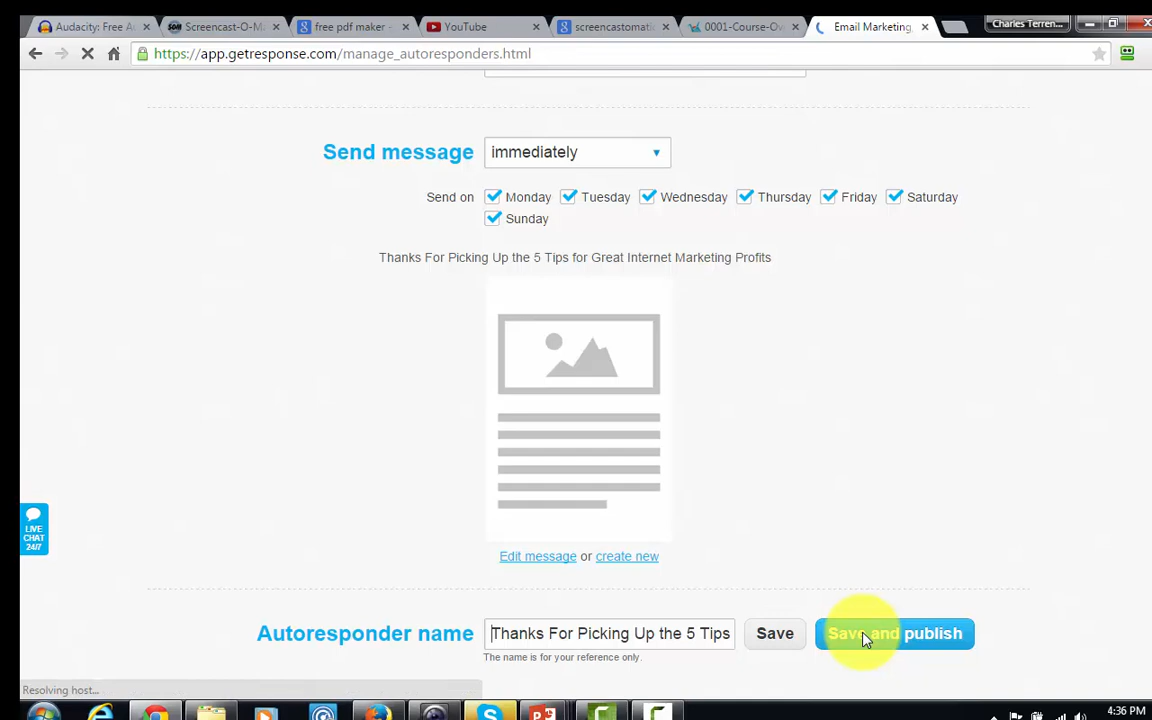 Audacity: Free Au
Screencast-O-Ma
free pdf maker -
YouTube
screencastomatic
0001-Course-Ov
Email Marketing,
Charles Terren...
https://app.getresponse.com/manage_autoresponders.html
Send message
immediately
Send on
Monday
Tuesday
Wednesday
Thursday
Friday
Saturday
Sunday
Thanks For Picking Up the 5 Tips for Great Internet Marketing Profits
LIVE
CHAT
24/7
Edit message or create new
Autoresponder name
Thanks For Picking Up the 5 Tips
Save
Save and publish
The name is for your reference only.
Resolving host...
4:36 PM